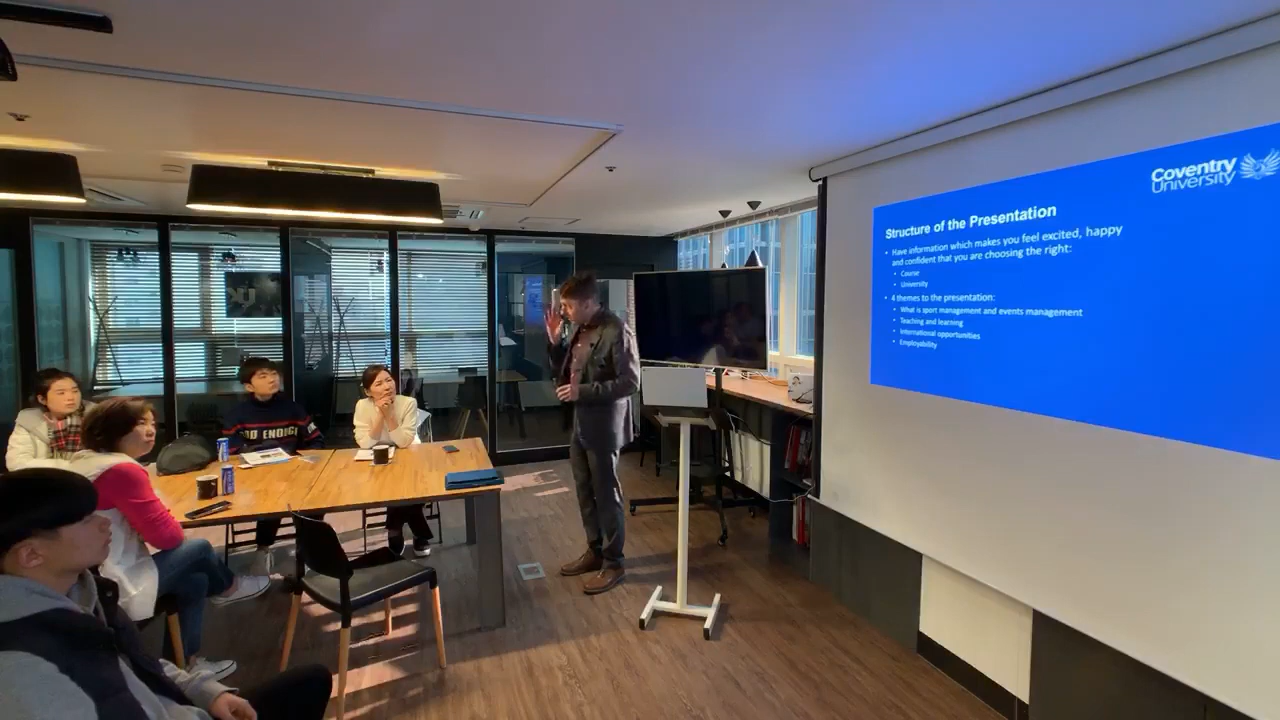 Coventry
University
Structure of the Presentation
• Have information which makes you feel excited, happy
and confident that you are choosing the right:
• Course
• University
• 4 themes to the presentation:
• What is sport management and events management
• Teaching and learning
• International opportunities
• Employability